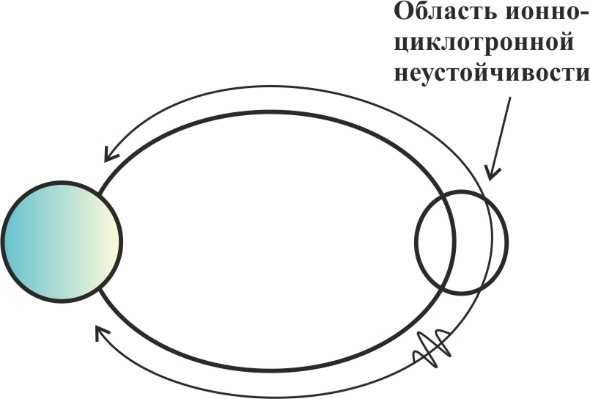 Область ионно-
циклотронной
неустойчивости